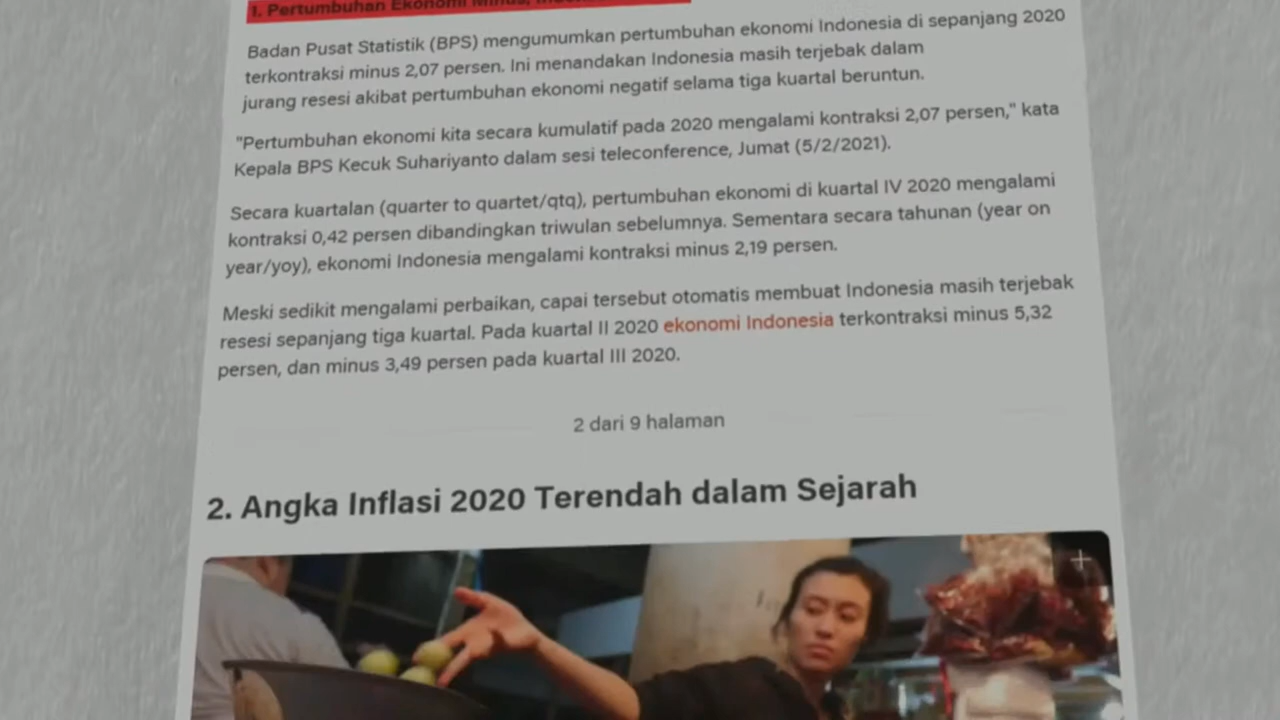 1. Pertumbuhan Ekonomi Minus,
Badan Pusat Statistik (BPS) mengumumkan pertumbuhan ekonomi Indonesia di sepanjang 2020
terkontraksi minus 2,07 persen. Ini menandakan Indonesia masih terjebak dalam
jurang resesi akibat pertumbuhan ekonomi negatif selama tiga kuartal beruntun.
"Pertumbuhan ekonomi kita secara kumulatif pada 2020 mengalami kontraksi 2,07 persen," kata
Kepala BPS Kecuk Suhariyanto dalam sesi teleconference, Jumat (5/2/2021).
Secara kuartalan (quarter to quartet/qtq), pertumbuhan ekonomi di kuartal IV 2020 mengalami
kontraksi 0,42 persen dibandingkan triwulan sebelumnya. Sementara secara tahunan (year on
year/yoy), ekonomi Indonesia mengalami kontraksi minus 2,19 persen.
Meski sedikit mengalami perbaikan, capai tersebut otomatis membuat Indonesia masih terjebak
resesi sepanjang tiga kuartal. Pada kuartal II 2020 ekonomi Indonesia terkontraksi minus 5,32
persen, dan minus 3,49 persen pada kuartal III 2020.
2 dari 9 halaman
2. Angka Inflasi 2020 Terendah dalam Sejarah